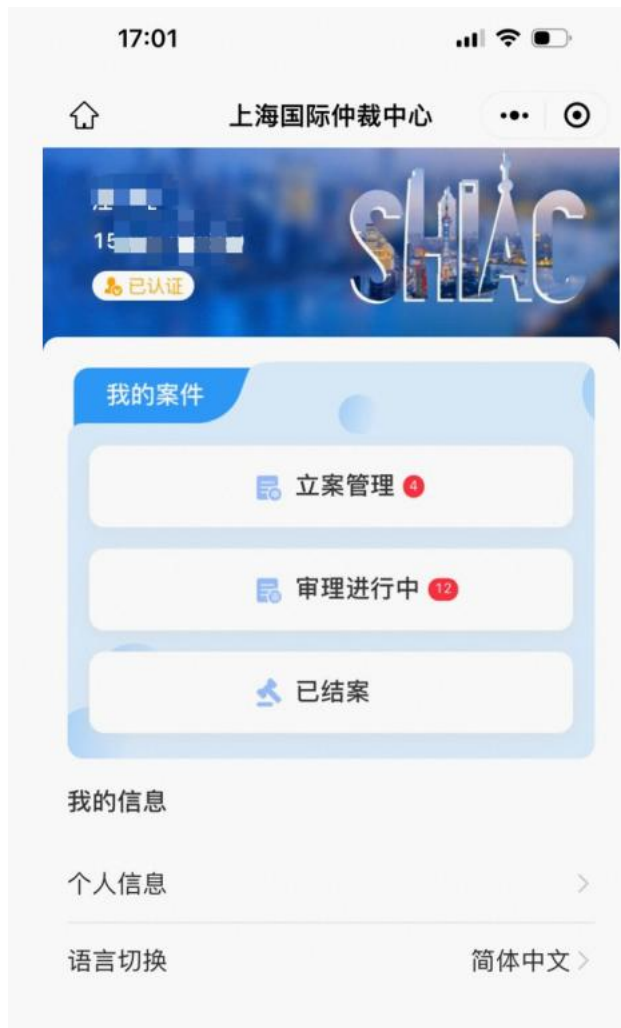 17:01
上海国际仲裁中心
15
已认证
SHIAC
我的案件
立案管理 4
审理进行中 12
已结案
我的信息
个人信息
语言切换 简体中文